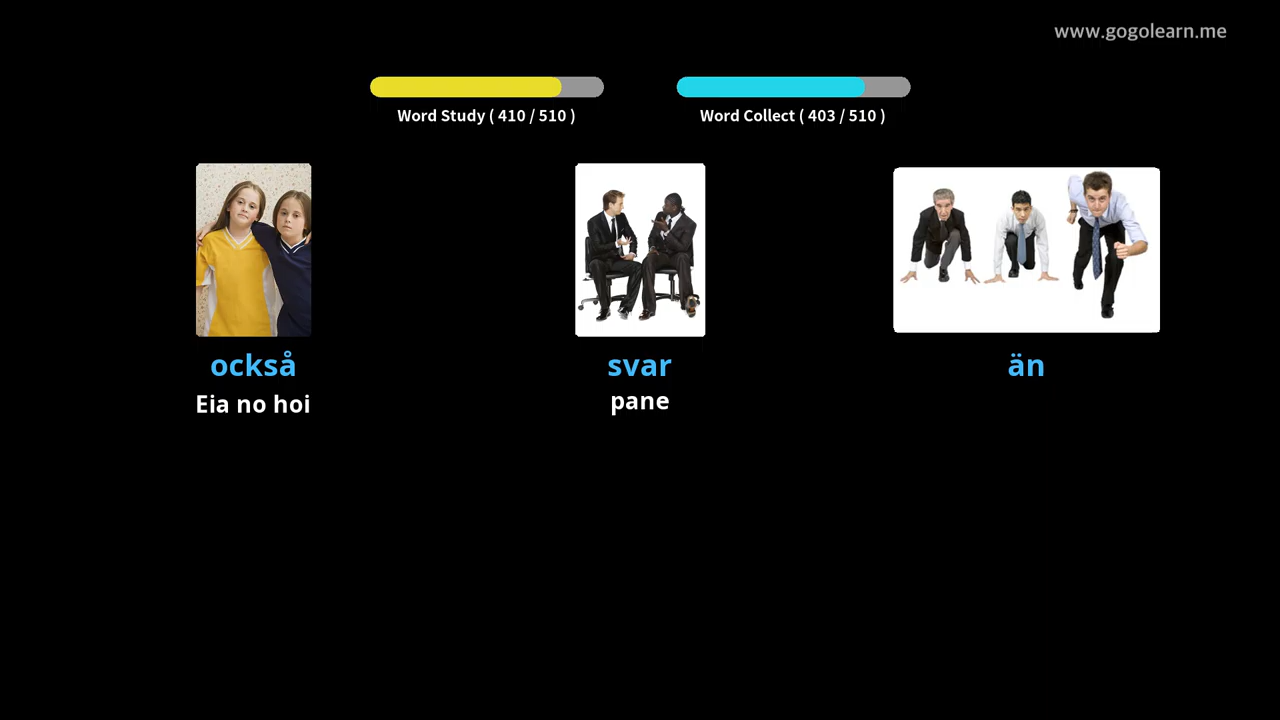 www.gogolearn.me
Word Study ( 410 / 510 )
Word Collect ( 403 / 510 )
också
svar
än
Eia no hoi
pane